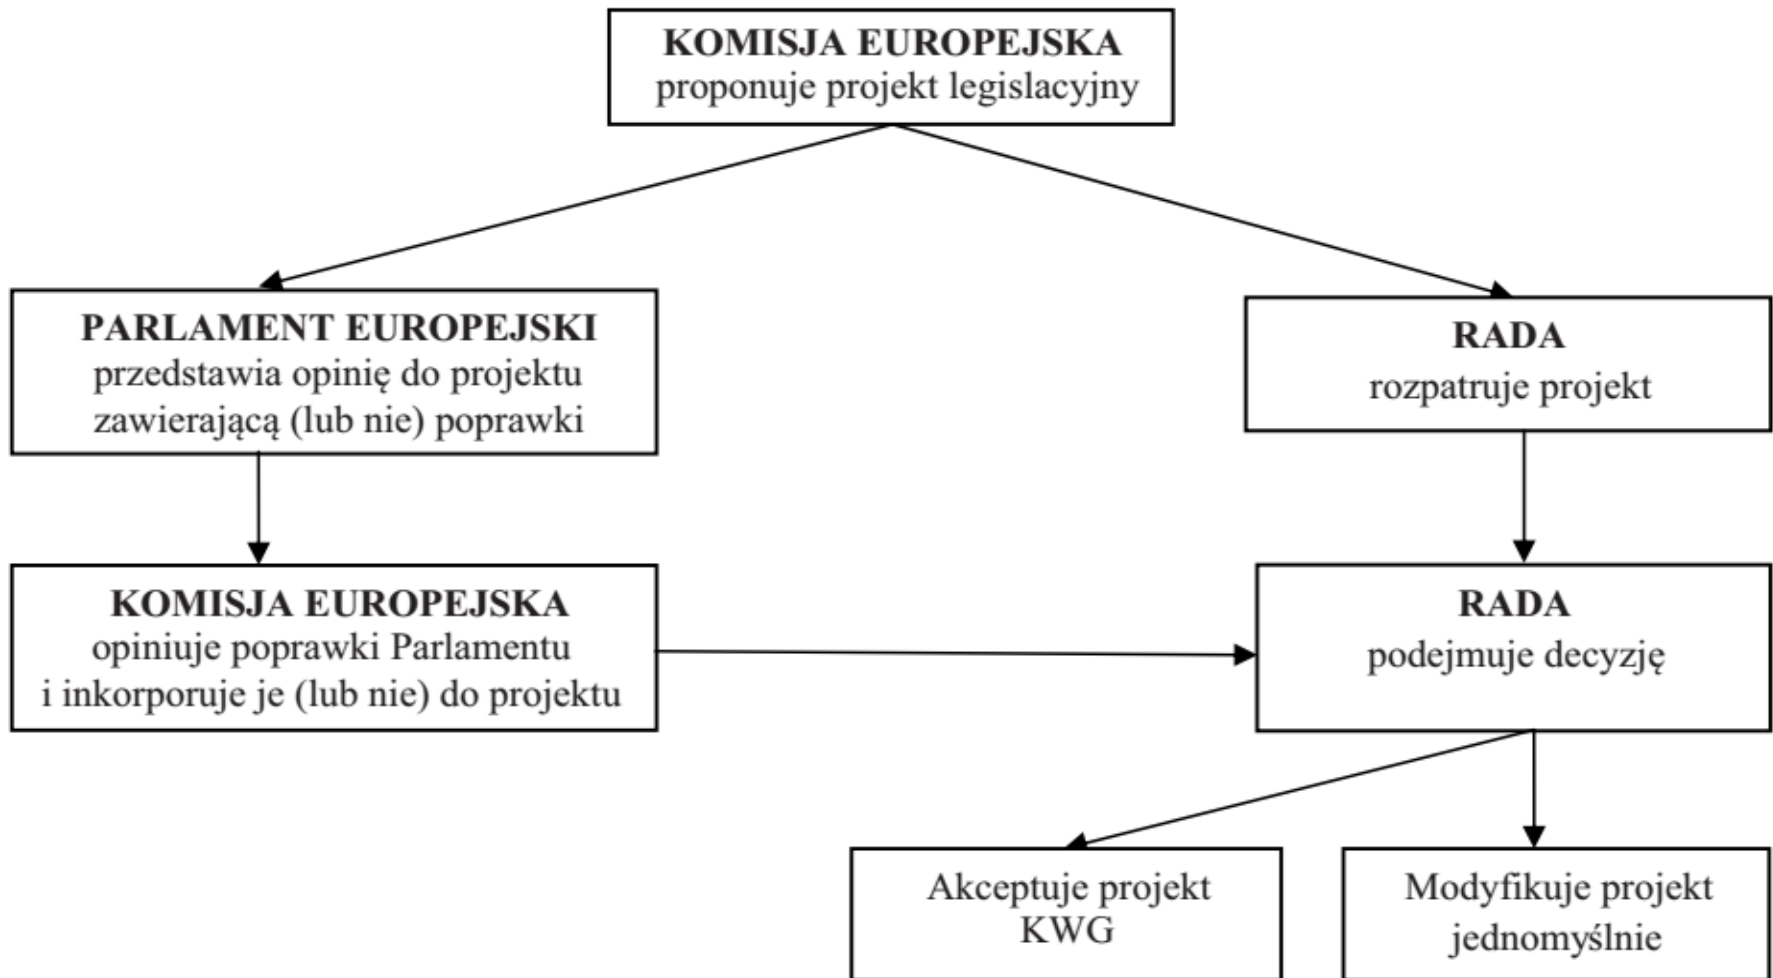 KOMISJA EUROPEJSKA
proponuje projekt legislacyjny
PARLAMENT EUROPEJSKI
przedstawia opinię do projektu
zawierającą (lub nie) poprawki
RADA
rozpatruje projekt
KOMISJA EUROPEJSKA
opiniuje poprawki Parlamentu
i inkorporuje je (lub nie) do projektu
RADA
podejmuje decyzję
Akceptuje projekt
KWG
Modyfikuje projekt
jednomyślnie